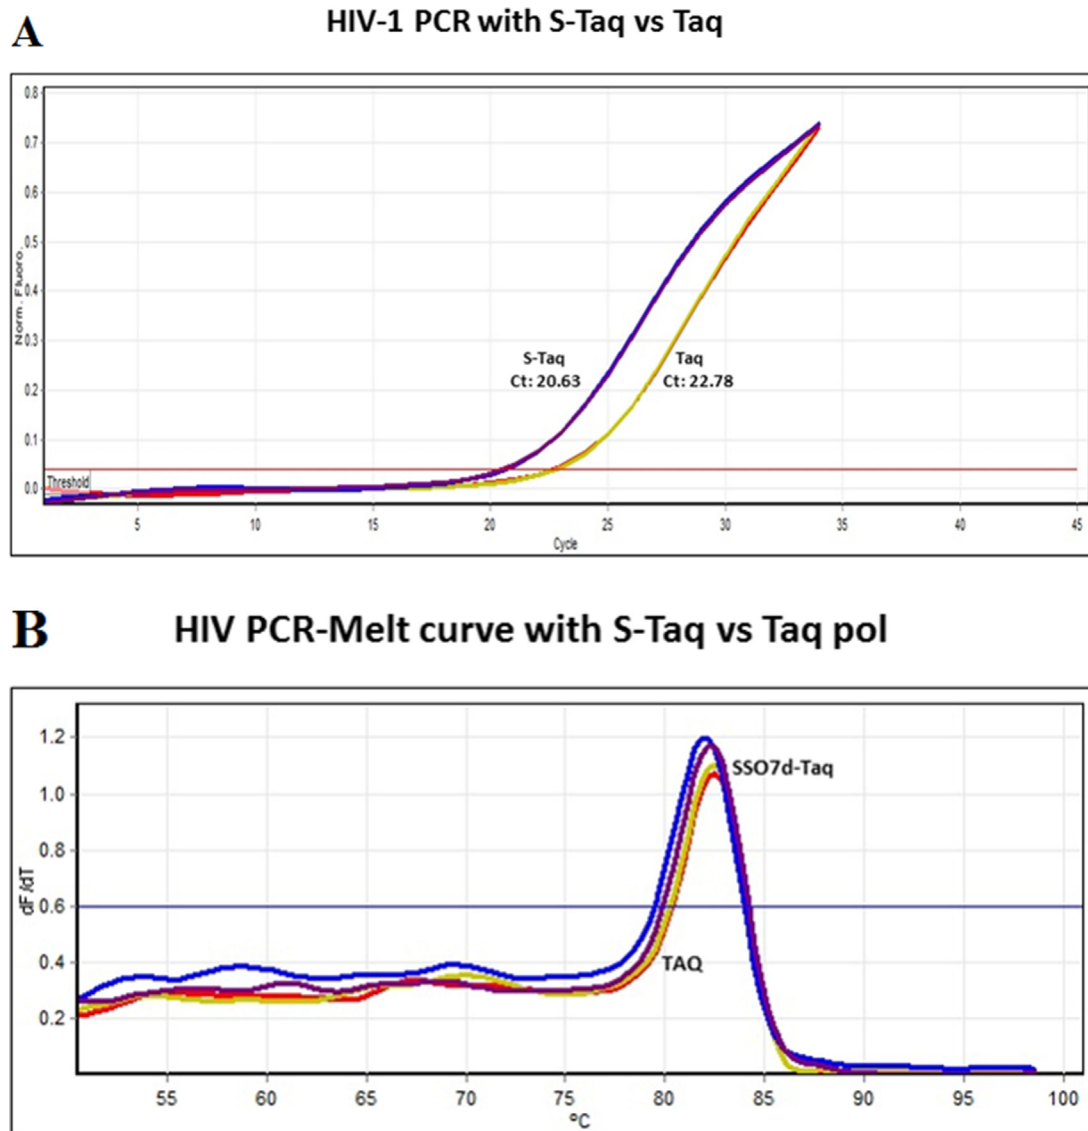 A
HIV-1 PCR with S-Taq vs Taq
0.8
0.7
0.6
0.5
0.4
0.3
0.2
0.1
0.0
Norm. Fluoro.
S-Taq
Ct: 20.63
Taq
Ct: 22.78
Threshold
5 10 15 20 25 30 35 40 45
Cycle
B
HIV PCR-Melt curve with S-Taq vs Taq pol
1.2
1.0
0.8
0.6
0.4
0.2
dF/dT
SSO7d-Taq
TAQ
55 60 65 70 75 80 85 90 95 100
°C